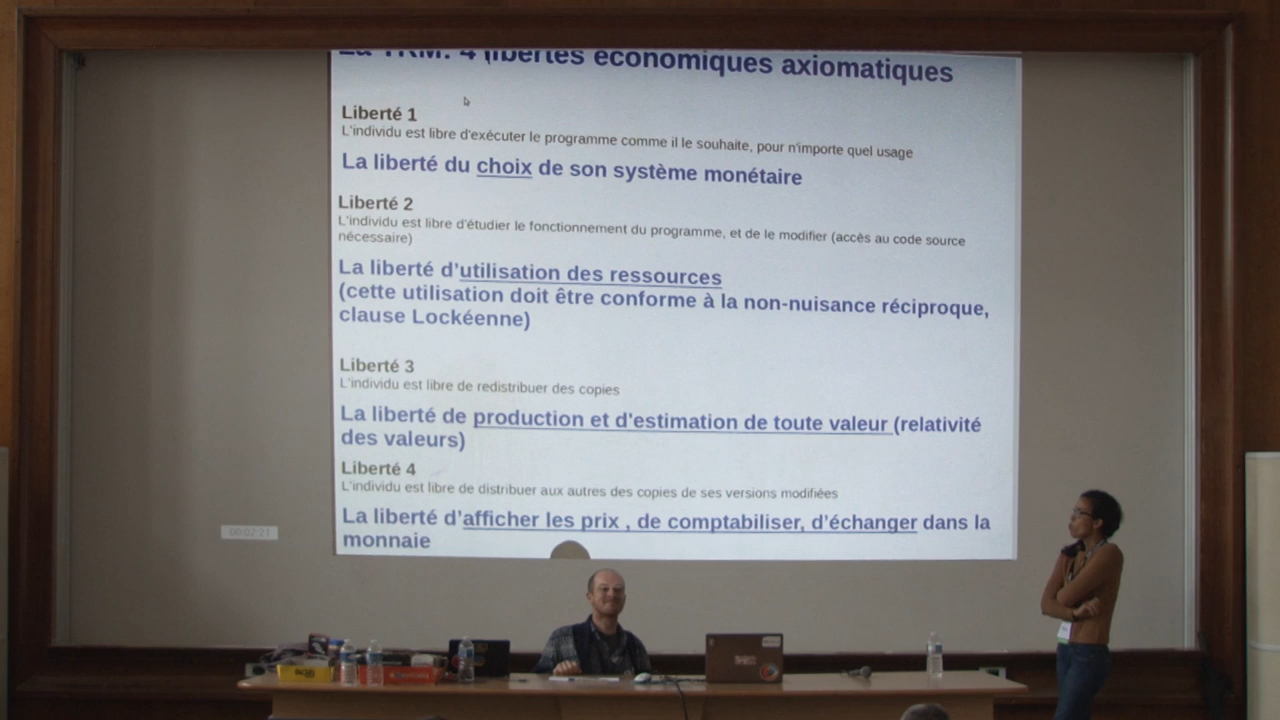 La TRM: 4 libertés économiques axiomatiques
Liberté 1
L'individu est libre d'exécuter le programme comme il le souhaite, pour n'importe quel usage
La liberté du choix de son système monétaire
Liberté 2
L'individu est libre d'étudier le fonctionnement du programme, et de le modifier (accès au code source
nécessaire)
La liberté d'utilisation des ressources
(cette utilisation doit être conforme à la non-nuisance réciproque,
clause Lockéenne)
Liberté 3
L'individu est libre de redistribuer des copies
La liberté de production et d'estimation de toute valeur (relativité
des valeurs)
Liberté 4
L'individu est libre de distribuer aux autres des copies de ses versions modifiées
La liberté d'afficher les prix , de comptabiliser, d'échanger dans la
monnaie
00:02:21